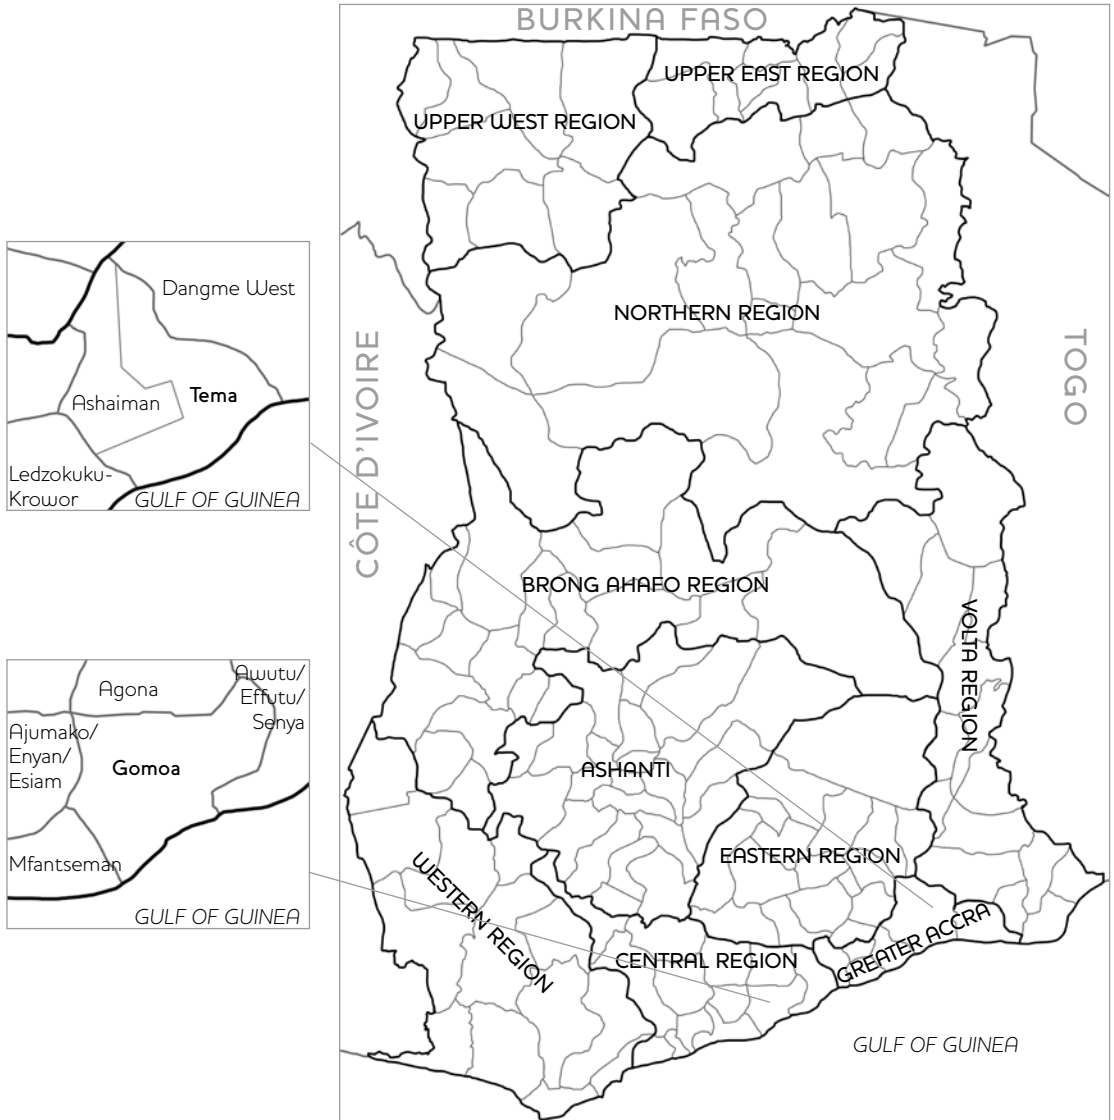 BURKINA FASO
UPPER EAST REGION
UPPER WEST REGION
NORTHERN REGION
CÔTE D'IVOIRE
TOGO
BRONG AHAFO REGION
VOLTA REGION
ASHANTI
EASTERN REGION
WESTERN REGION
CENTRAL REGION
GREATER ACCRA
GULF OF GUINEA
Dangme West
Tema
Ashaiman
Ledzokuku-
Krowor
GULF OF GUINEA
Agona
Awutu/
Effutu/
Senya
Ajumako/
Enyan/
Esiam
Gomoa
Mfantseman
GULF OF GUINEA